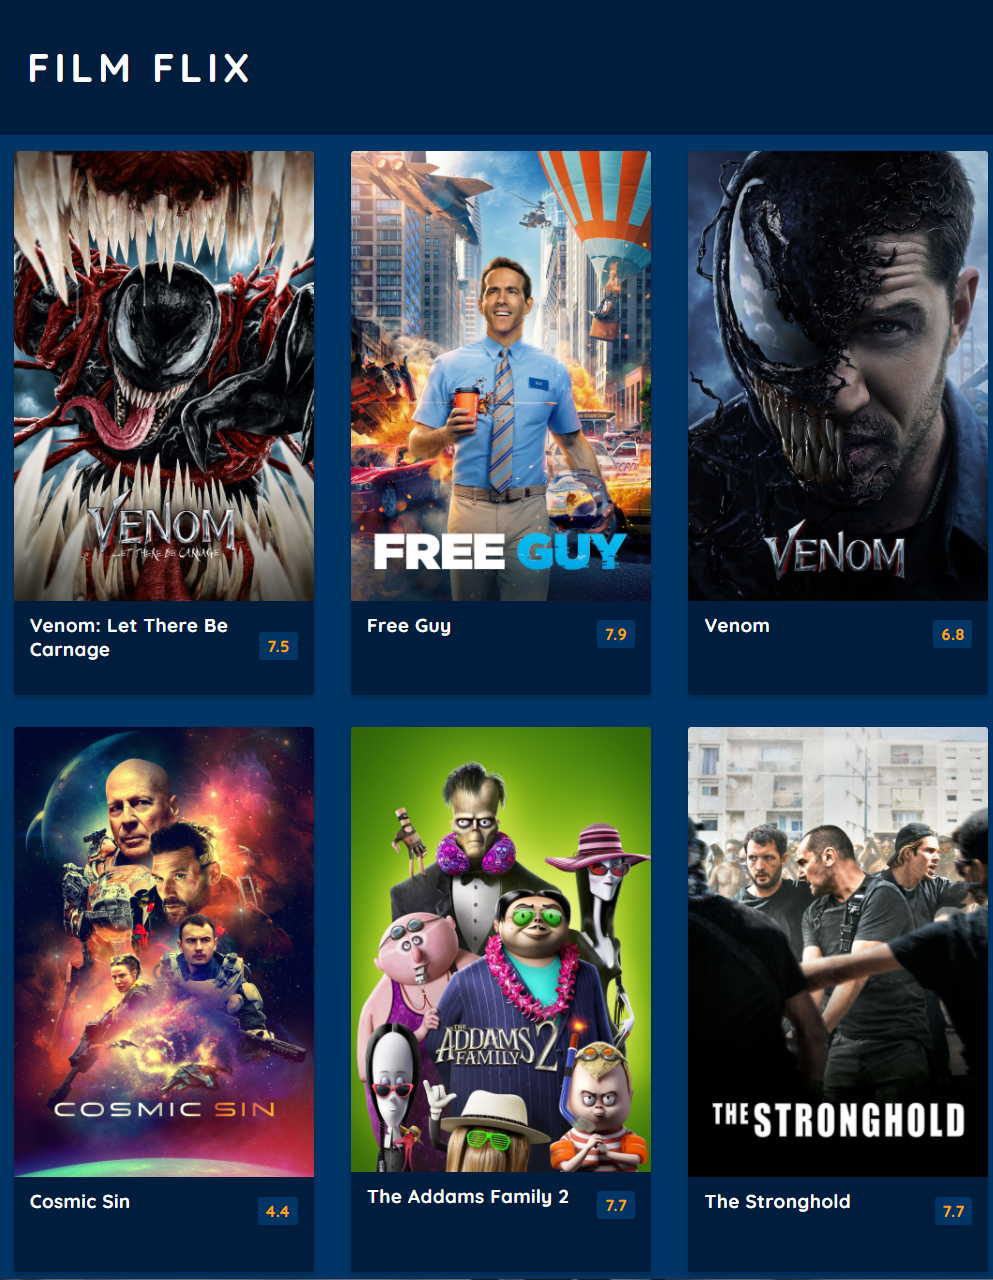 FILM FLIX
VENOM
LET THERE BE CARNAGE
FREE GUY
VENOM
Venom: Let There Be
Carnage
7.5
Free Guy
7.9
Venom
6.8
COSMIC SIN
THE
ADDAMS
FAMILY 2
THE STRONGHOLD
Cosmic Sin
4.4
The Addams Family 2
7.7
The Stronghold
7.7